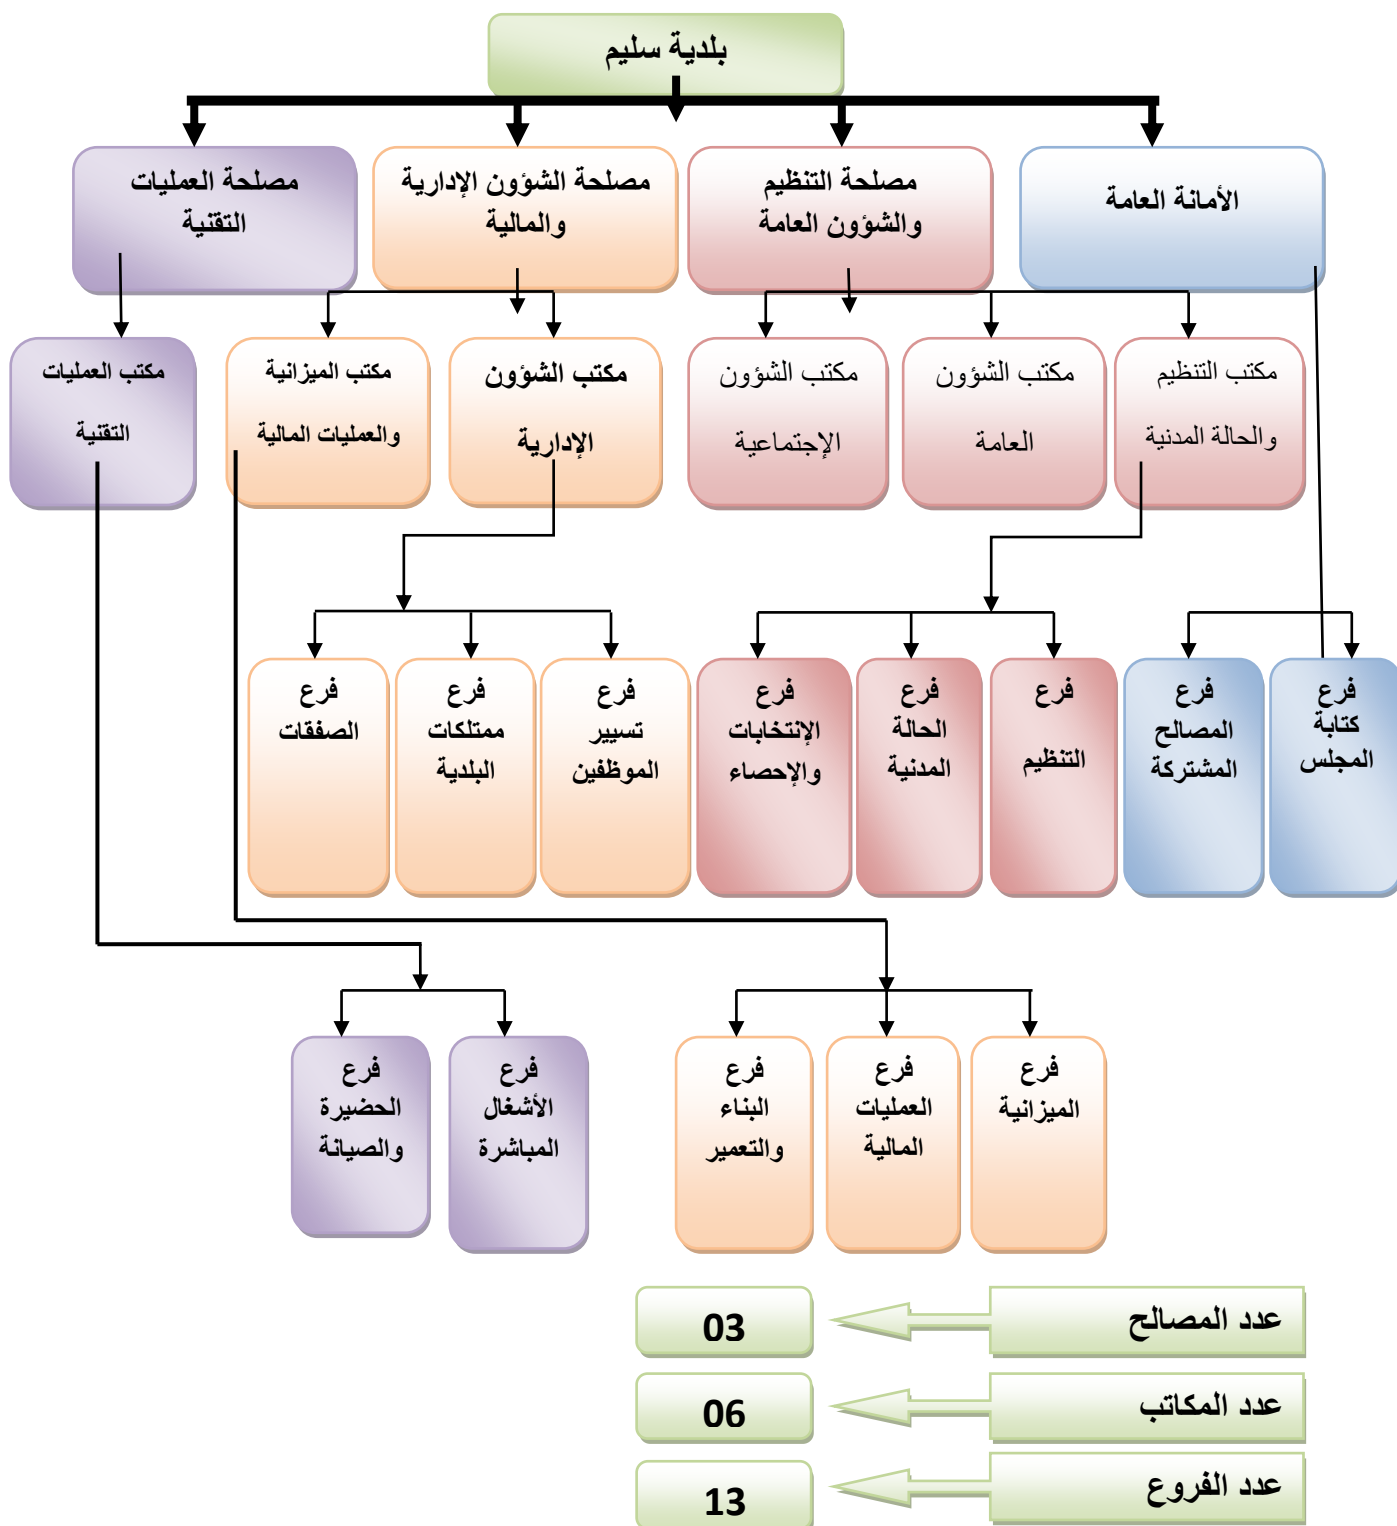 بلدية سليم
الأمانة العامة
مصلحة التنظيم
والشؤون العامة
مصلحة الشؤون الإدارية
والمالية
مصلحة العمليات
التقنية
مكتب التنظيم
والحالة المدنية
مكتب الشؤون
العامة
مكتب الشؤون
الإجتماعية
مكتب الشؤون
الإدارية
مكتب الميزانية
والعمليات المالية
مكتب العمليات
التقنية
فرع
كتابة
المجلس
فرع
المصالح
المشتركة
فرع
التنظيم
فرع
الحالة
المدنية
فرع
الإنتخابات
والإحصاء
فرع
تسيير
الموظفين
فرع
ممتلكات
البلدية
فرع
الصفقات
فرع
الميزانية
فرع
العمليات
المالية
فرع
البناء
والتعمير
فرع
الأشغال
المباشرة
فرع
الحضيرة
والصيانة
عدد المصالح
03
عدد المكاتب
06
عدد الفروع
13